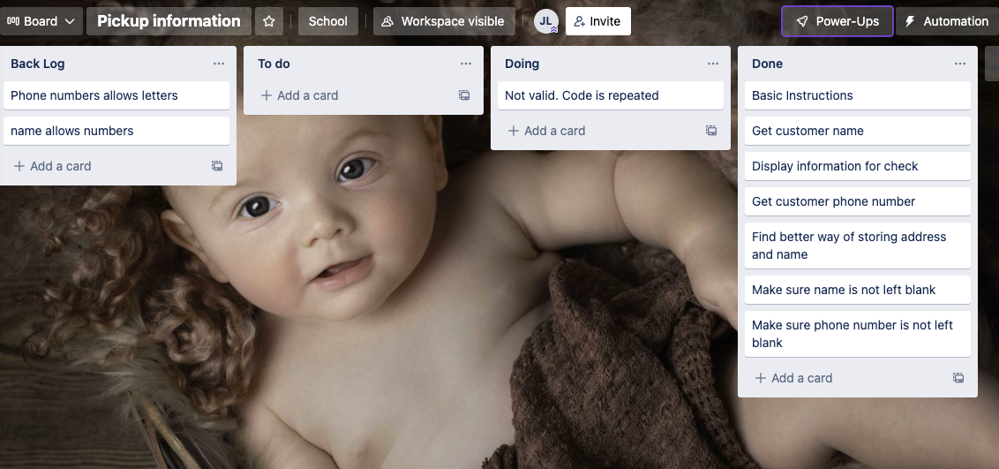 Board
Pickup information
School
Workspace visible
JL
Invite
Power-Ups
Automation
Back Log
Phone numbers allows letters
name allows numbers
Add a card
To do
Add a card
Doing
Not valid. Code is repeated
Add a card
Done
Basic Instructions
Get customer name
Display information for check
Get customer phone number
Find better way of storing address
and name
Make sure name is not left blank
Make sure phone number is not left
blank
Add a card